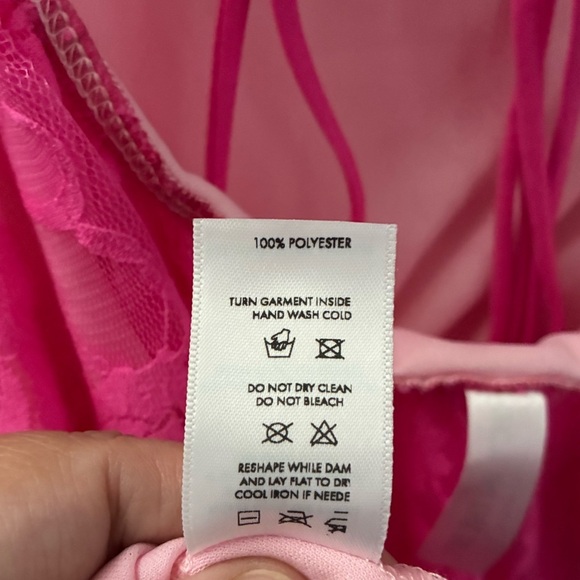 100% POLYESTER
TURN GARMENT INSIDE
HAND WASH COLD
DO NOT DRY CLEAN
DO NOT BLEACH
RESHAPE WHILE DAM
AND LAY FLAT TO DR
COOL IRON IF NEEDE